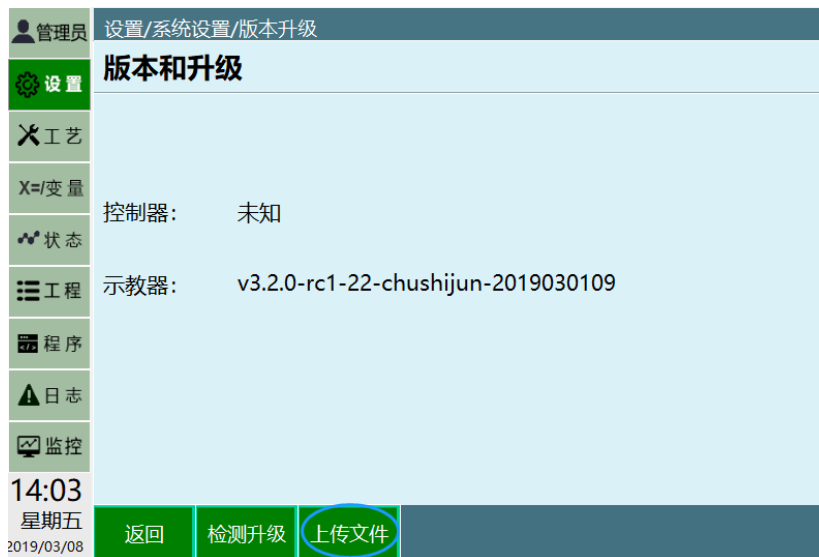 管理员
设置/系统设置/版本升级
版本和升级
设置
工艺
X=/变量
控制器： 未知
状态
示教器： v3.2.0-rc1-22-chushijun-2019030109
工程
程序
日志
监控
14:03
星期五
2019/03/08
返回 检测升级 上传文件